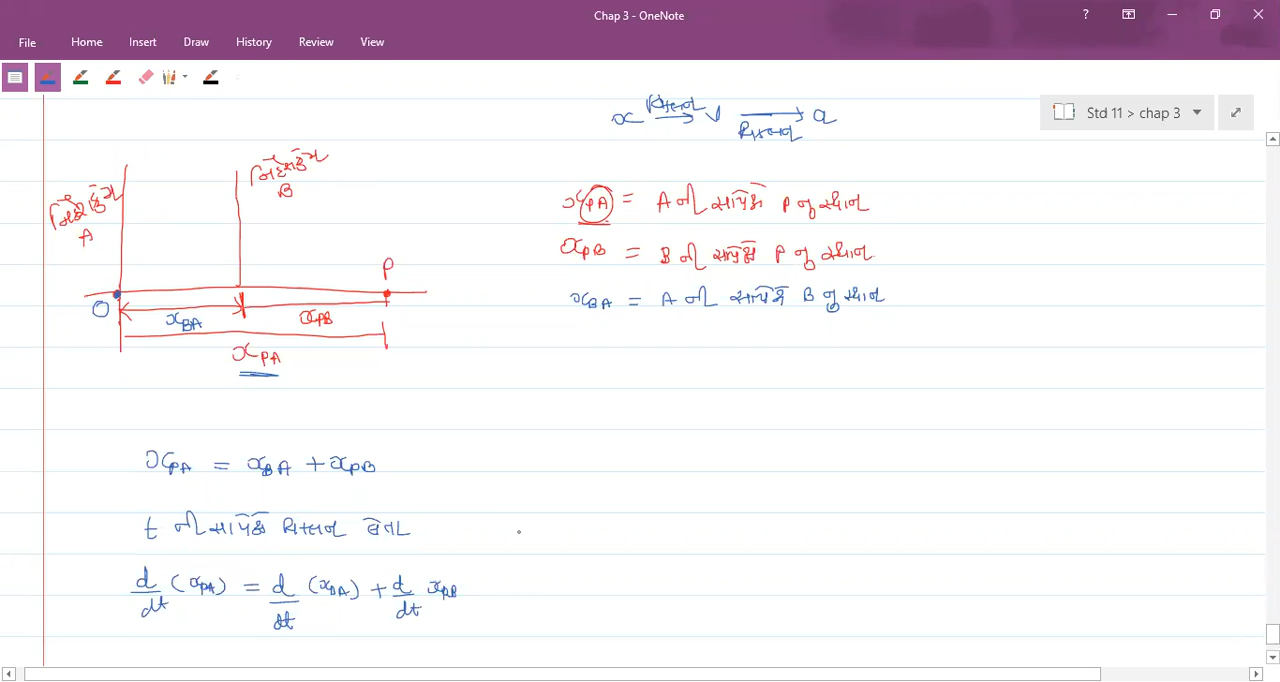 Chap 3 - OneNote
File Home Insert Draw History Review View
Std 11 > chap 3
x વિકલન → v → વિકલન a
નિર્દેશફ્રેમ A
નિર્દેશફ્રેમ B
P
O
x_BA x_PB
x_PA
x_PA = A ની સાપેક્ષે P નુ સ્થાન
x_PB = B ની સાપેક્ષે P નુ સ્થાન
x_BA = A ની સાપેક્ષે B નુ સ્થાન
x_PA = x_BA + x_PB
t ની સાપેક્ષે વિકલન લેતા
d/dt (x_PA) = d/dt (x_BA) + d/dt x_PB